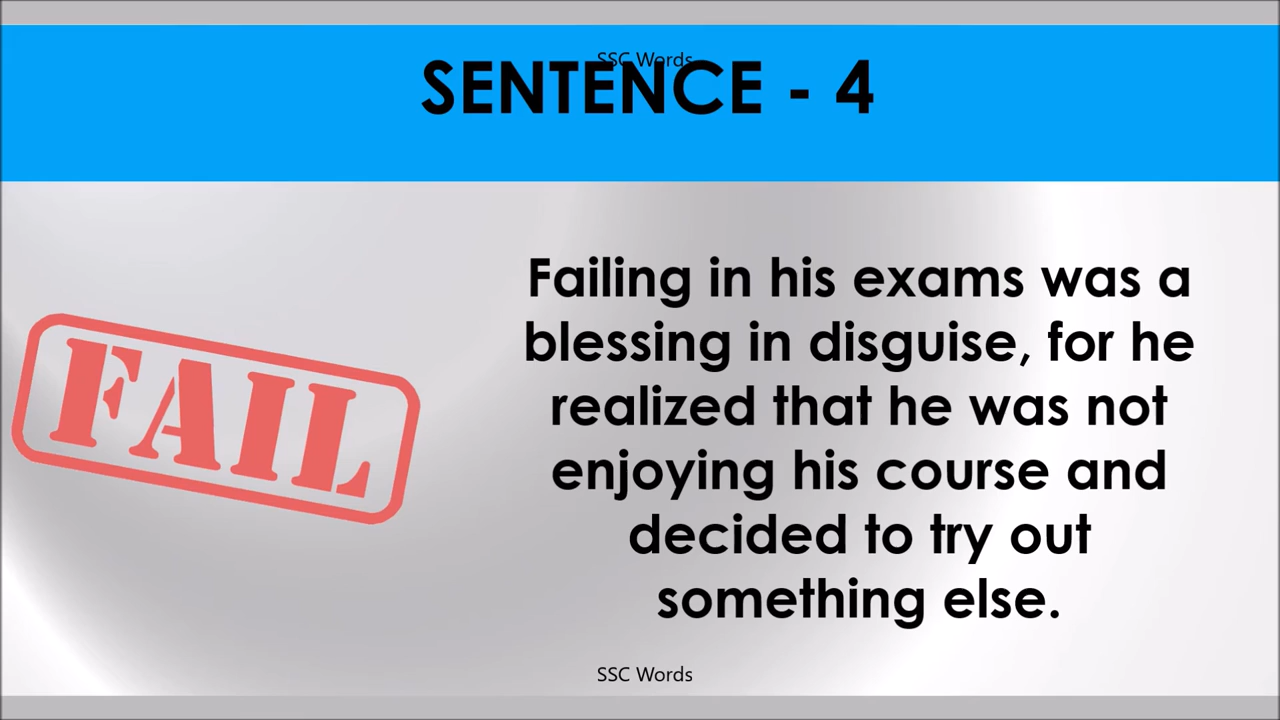 SSC Words
SENTENCE - 4
Failing in his exams was a
blessing in disguise, for he
realized that he was not
enjoying his course and
decided to try out
something else.
FAIL
SSC Words